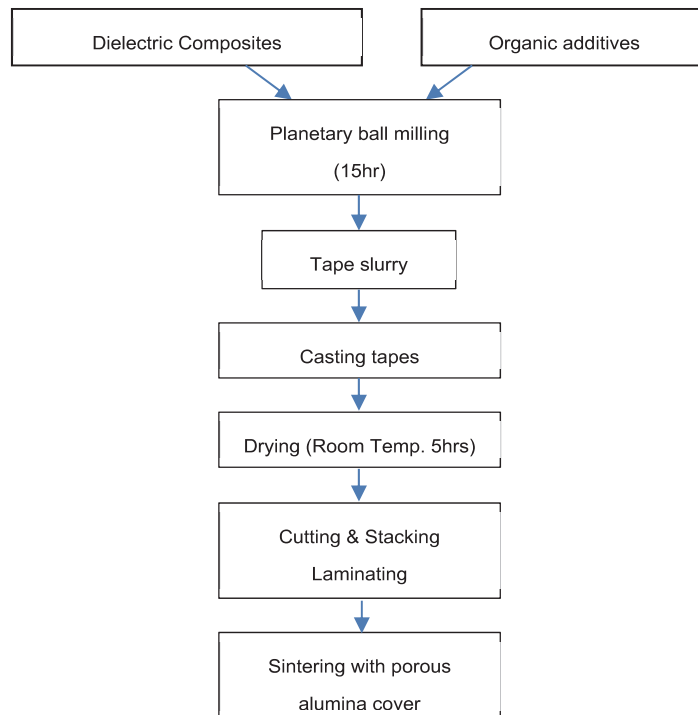 Dielectric Composites
Organic additives
Planetary ball milling
(15hr)
Tape slurry
Casting tapes
Drying (Room Temp. 5hrs)
Cutting & Stacking
Laminating
Sintering with porous
alumina cover